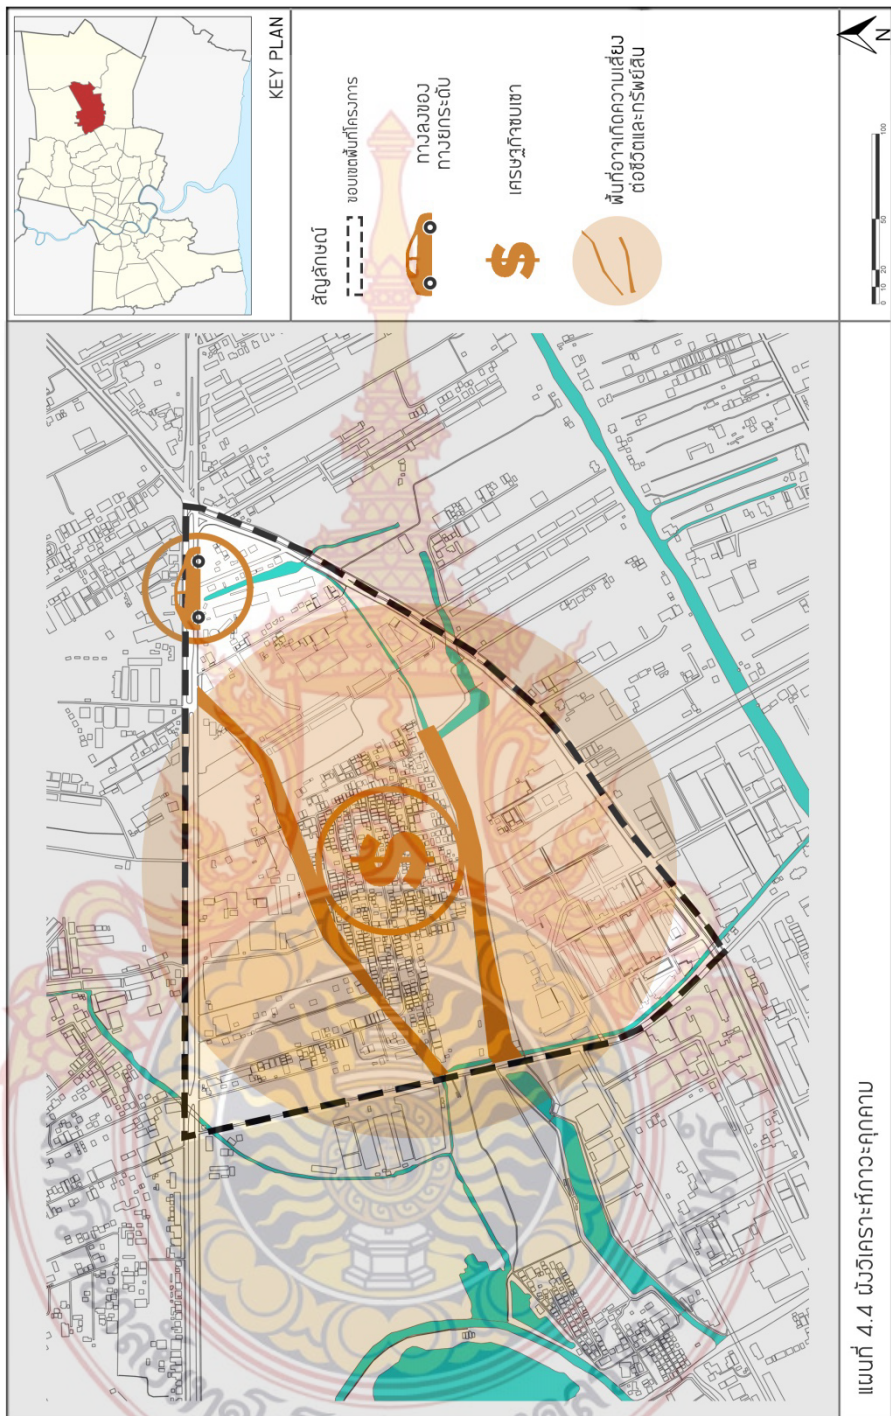 KEY PLAN
สัญลักษณ์
ขอบเขตพื้นที่โครงการ
ทางลงของ
ทางยกระดับ
$
เศรษฐกิจซบเซา
พื้นที่อาจเกิดความเสี่ยง
ต่อชีวิตและทรัพย์สิน
0 10 20 50 100
N
$
แผนที่ 4.4 ผังวิเคราะห์ภาวะคุกคาม